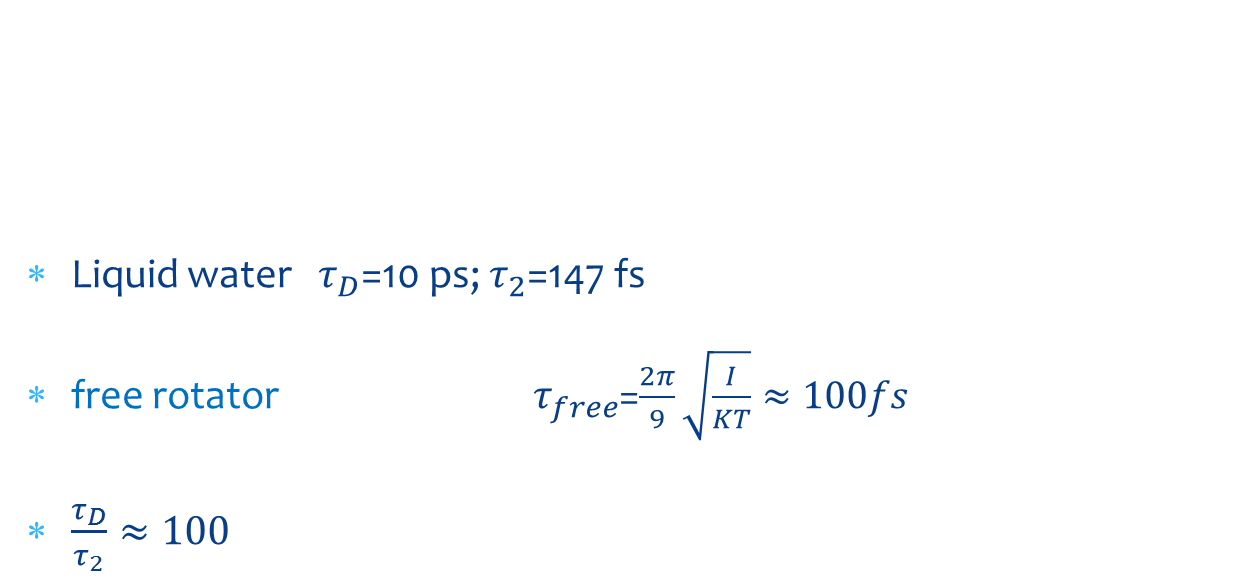 * Liquid water τ_D=10 ps; τ_2=147 fs
* free rotator τ_free=2π/9 √(I/KT) ≈ 100fs
* τ_D/τ_2 ≈ 100